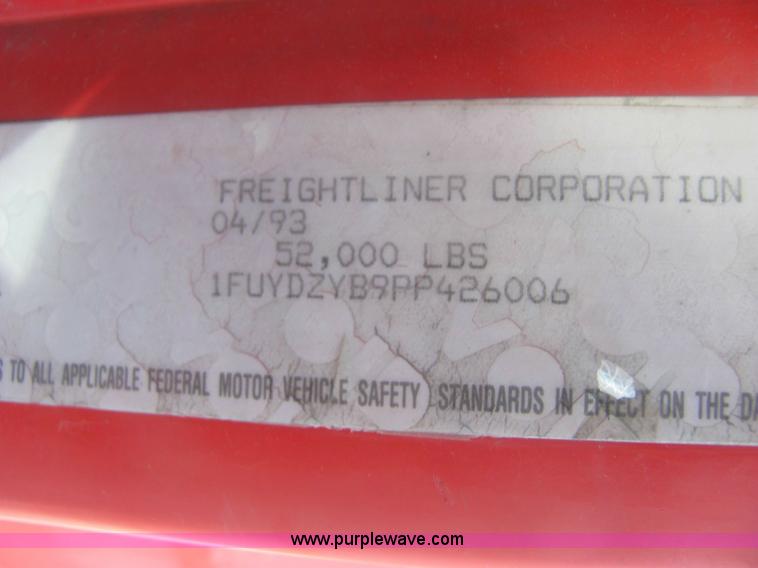 FREIGHTLINER CORPORATION
04/93
52,000 LBS
1FUYDZYB9PP426006
TO ALL APPLICABLE FEDERAL MOTOR VEHICLE SAFETY STANDARDS IN EFFECT ON THE
www.purplewave.com